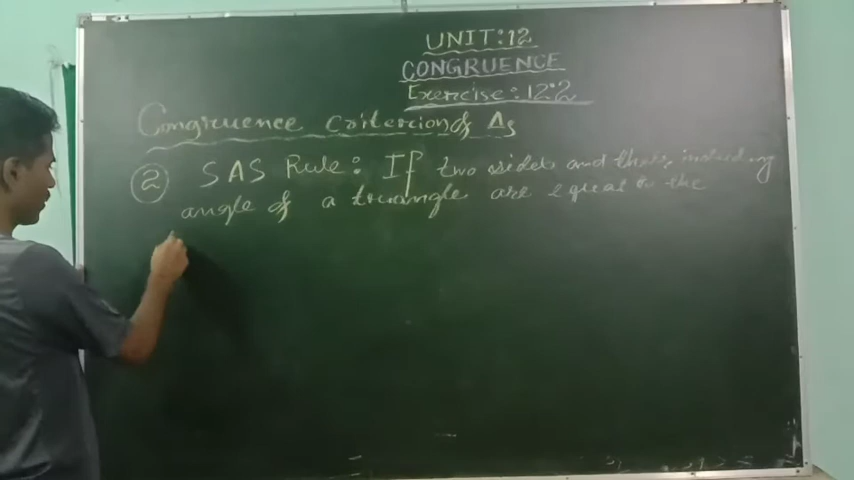 UNIT:12
CONGRUENCE
Exercise:12.2
Congruence criterion of Δs
② SAS Rule: If two sides and the including
angle of a triangle are equal to the